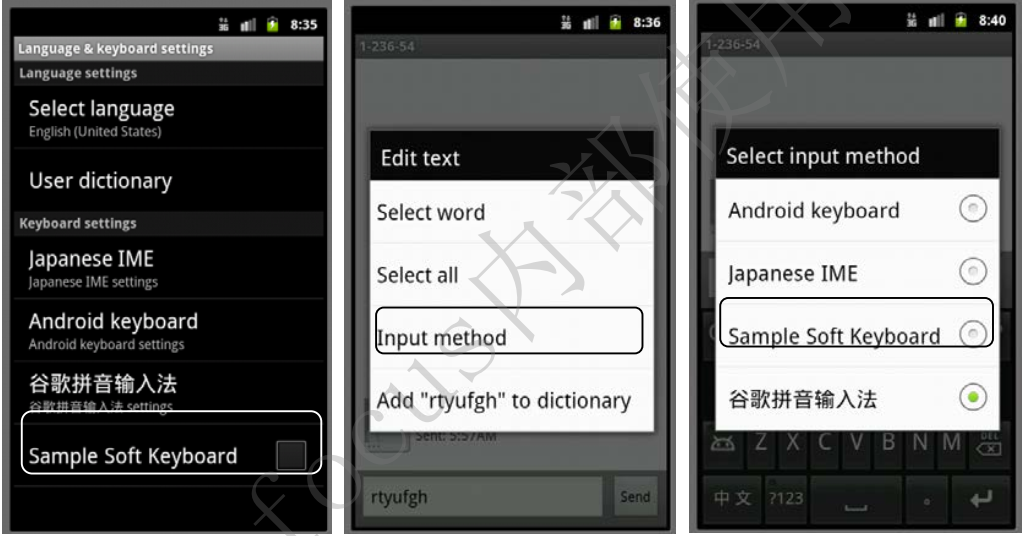 3G 8:35
Language & keyboard settings
Language settings
Select language
English (United States)
User dictionary
Keyboard settings
Japanese IME
Japanese IME settings
Android keyboard
Android keyboard settings
谷歌拼音输入法
谷歌拼音输入法 settings
Sample Soft Keyboard
3G 8:36
1-236-54
Edit text
Select word
Select all
Input method
Add "rtyufgh" to dictionary
Sent: 5:57AM
rtyufgh Send
3G 8:40
1-236-54
Select input method
Android keyboard
Japanese IME
Sample Soft Keyboard
谷歌拼音输入法
Z X C V B N M DEL
中文 ?123 。
focus内部使用